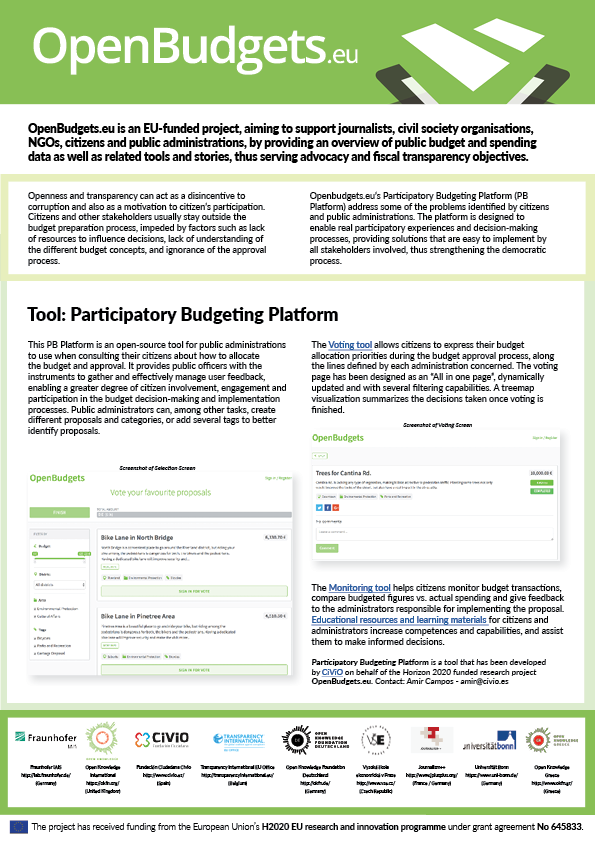 OpenBudgets.eu
OpenBudgets.eu is an EU-funded project, aiming to support journalists, civil society organisations,
NGOs, citizens and public administrations, by providing an overview of public budget and spending
data as well as related tools and stories, thus serving advocacy and fiscal transparency objectives.
Openness and transparency can act as a disincentive to
corruption and also as a motivation to citizen's participation.
Citizens and other stakeholders usually stay outside the
budget preparation process, impeded by factors such as lack
of resources to influence decisions, lack of understanding of
the different budget concepts, and ignorance of the approval
process.
Openbudgets.eu's Participatory Budgeting Platform (PB
Platform) address some of the problems identified by citizens
and public administrations. The platform is designed to
enable real participatory experiences and decision-making
processes, providing solutions that are easy to implement by
all stakeholders involved, thus strengthening the democratic
process.
Tool: Participatory Budgeting Platform
This PB Platform is an open-source tool for public administrations
to use when consulting their citizens about how to allocate
the budget and approval. It provides public officers with the
instruments to gather and effectively manage user feedback,
enabling a greater degree of citizen involvement, engagement and
participation in the budget decision-making and implementation
processes. Public administrators can, among other tasks, create
different proposals and categories, or add several tags to better
identify proposals.
Screenshot of Selection Screen
OpenBudgets
Sign in / Register
Vote your favourite proposals
Budget
Area
Environmental Protection
Cultural Affairs
Tags
Bicycles
Parks and Recreation
Garbage Disposal
Bike Lane in North Bridge
SIGN IN FOR VOTE
Bike Lane in Pinetree Area
SIGN IN FOR VOTE
The Voting tool allows citizens to express their budget
allocation priorities during the budget approval process, along
the lines defined by each administration concerned. The voting
page has been designed as an "All in one page", dynamically
updated and with several filtering capabilities. A treemap
visualization summarizes the decisions taken once voting is
finished.
Screenshot of Voting Screen
OpenBudgets
Sign in / Register
Trees for Cantina Rd.
The Monitoring tool helps citizens monitor budget transactions,
compare budgeted figures vs. actual spending and give feedback
to the administrators responsible for implementing the proposal.
Educational resources and learning materials for citizens and
administrators increase competences and capabilities, and assist
them to make informed decisions.
Participatory Budgeting Platform is a tool that has been developed
by CiViO on behalf of the Horizon 2020 funded research project
OpenBudgets.eu. Contact: Amir Campos - amir@civio.es
Fraunhofer
IAIS
CiViO
TRANSPARENCY
INTERNATIONAL
OPEN
KNOWLEDGE
FOUNDATION
DEUTSCHLAND
universitätbonn
OPEN
KNOWLEDGE
GREECE
Fraunhofer IAIS
(Germany)
Open Knowledge
International
https://okfn.org/
(United Kingdom)
Fundación Ciudadana Civio
http://www.civio.es/
(Spain)
Transparency International EU Office
http://transparency.international.eu/
(Belgium)
Open Knowledge Foundation
Deutschland
http://okfn.de/
(Germany)
(Czech Republic)
Journalism++
http://www.jplusplus.org/
(France / Germany)
Universität Bonn
https://www.uni-bonn.de/
(Germany)
Open Knowledge
Greece
http://www.okfn.gr/
(Greece)
The project has received funding from the European Union's H2020 EU research and innovation programme under grant agreement No 645833.